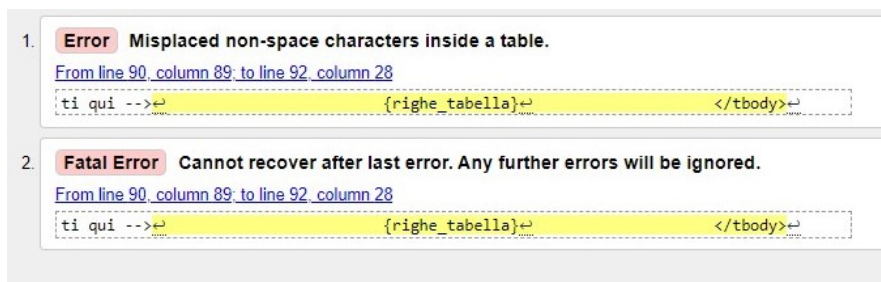 1. Error Misplaced non-space characters inside a table.
From line 90, column 89; to line 92, column 28
ti qui -->↩ {righe_tabella}↩ </tbody>↩
2. Fatal Error Cannot recover after last error. Any further errors will be ignored.
From line 90, column 89; to line 92, column 28
ti qui -->↩ {righe_tabella}↩ </tbody>↩